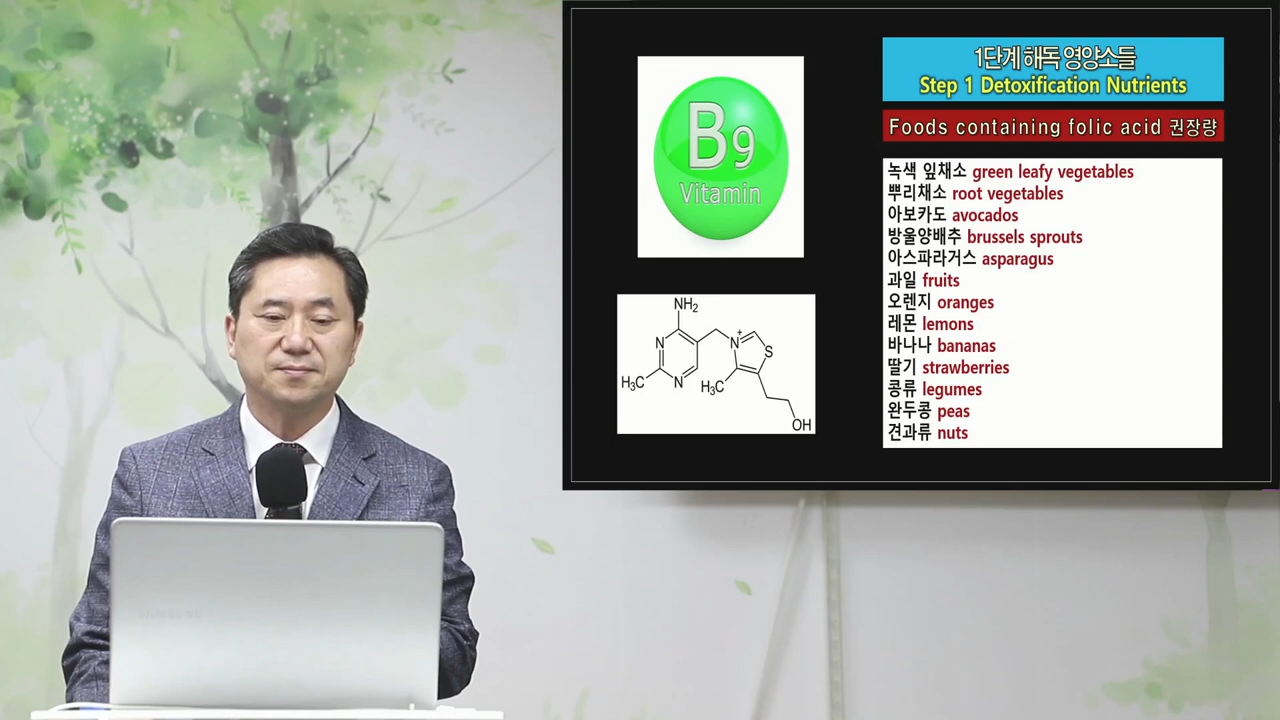 B9
Vitamin
NH2
N
N
H3C
N+
S
H3C
OH
1단계 해독 영양소들
Step 1 Detoxification Nutrients
Foods containing folic acid 권장량
녹색 잎채소 green leafy vegetables
뿌리채소 root vegetables
아보카도 avocados
방울양배추 brussels sprouts
아스파라거스 asparagus
과일 fruits
오렌지 oranges
레몬 lemons
바나나 bananas
딸기 strawberries
콩류 legumes
완두콩 peas
견과류 nuts